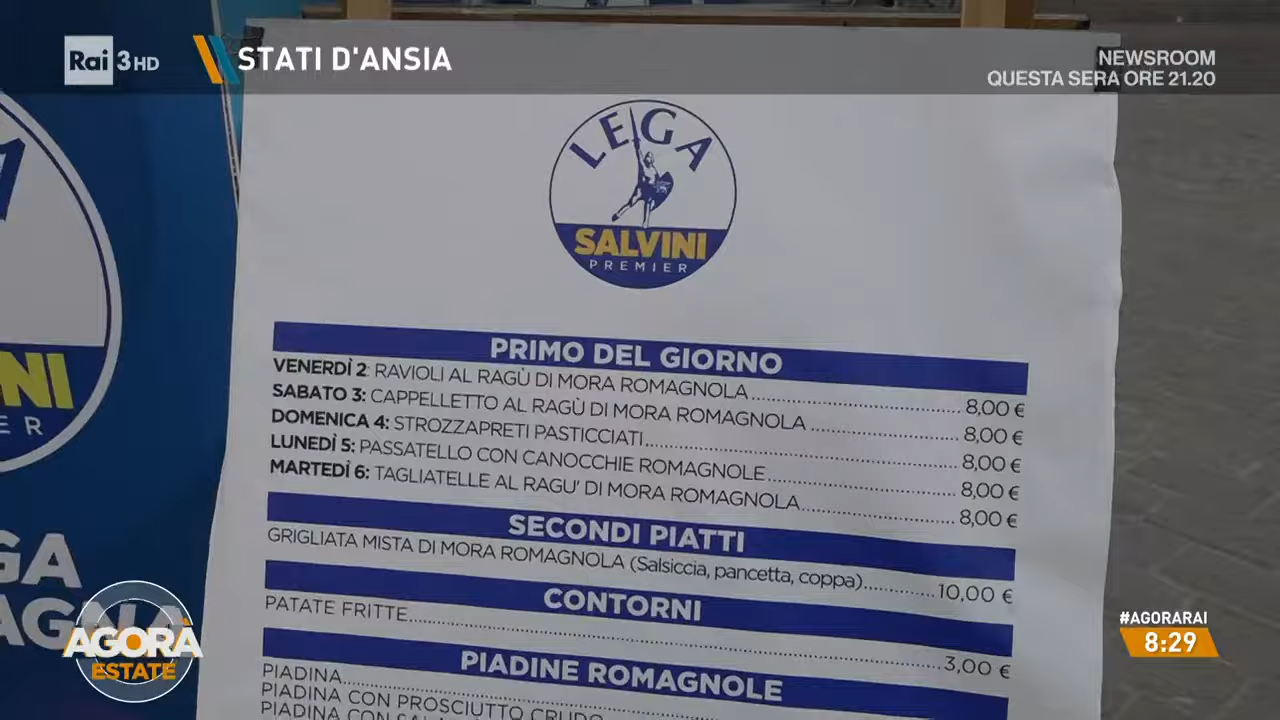 Rai 3HD
STATI D'ANSIA
NEWSROOM
QUESTA SERA ORE 21.20
LEGA
SALVINI
PREMIER
PRIMO DEL GIORNO
VENERDÌ 2: RAVIOLI AL RAGÙ DI MORA ROMAGNOLA 8,00 €
SABATO 3: CAPPELLETTO AL RAGÙ DI MORA ROMAGNOLA 8,00 €
DOMENICA 4: STROZZAPRETI PASTICCIATI 8,00 €
LUNEDÌ 5: PASSATELLO CON CANOCCHIE ROMAGNOLE 8,00 €
MARTEDÌ 6: TAGLIATELLE AL RAGU' DI MORA ROMAGNOLA 8,00 €
SECONDI PIATTI
GRIGLIATA MISTA DI MORA ROMAGNOLA (Salsiccia, pancetta, coppa) 10,00 €
CONTORNI
PATATE FRITTE 3,00 €
PIADINE ROMAGNOLE
PIADINA
PIADINA CON PROSCIUTTO CRUDO
PIADINA CON
NI
ER
GA
AGORÀ
ESTATE
#AGORARAI
8:29